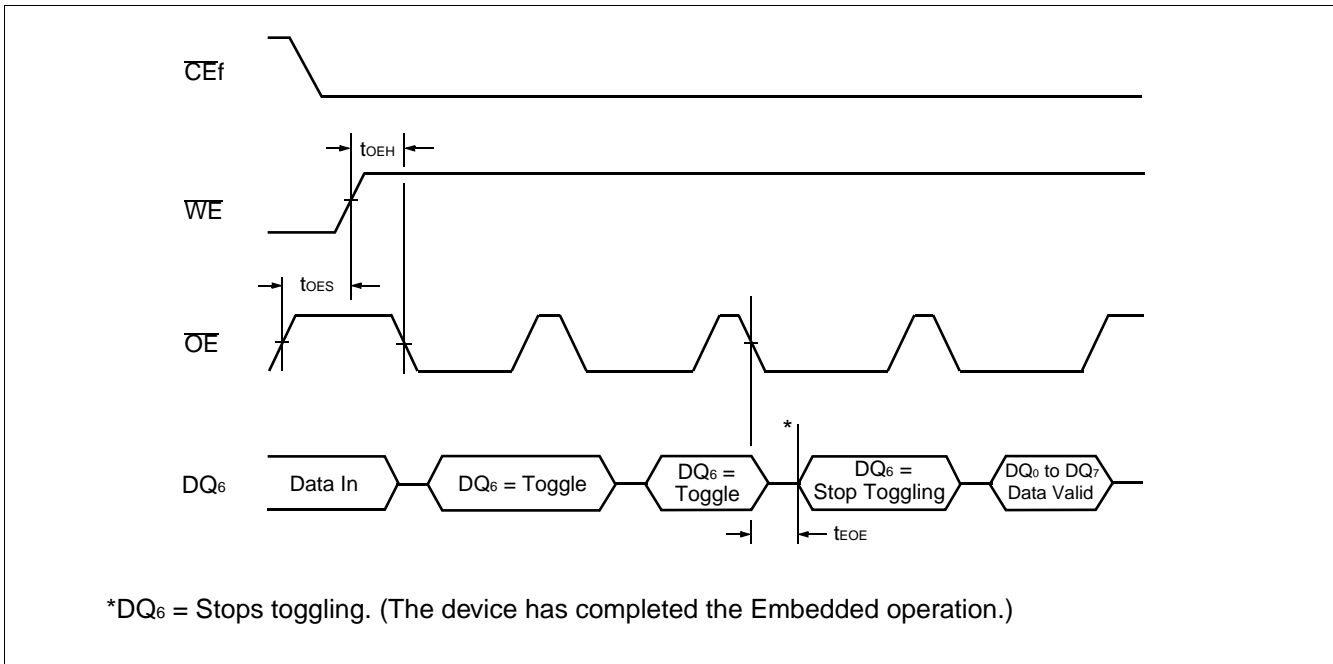 CEf
tOEH
WE
tOES
OE
*
DQ6
Data In
DQ6 = Toggle
DQ6 =
Toggle
DQ6 =
Stop Toggling
DQ0 to DQ7
Data Valid
tEOE
*DQ6 = Stops toggling. (The device has completed the Embedded operation.)